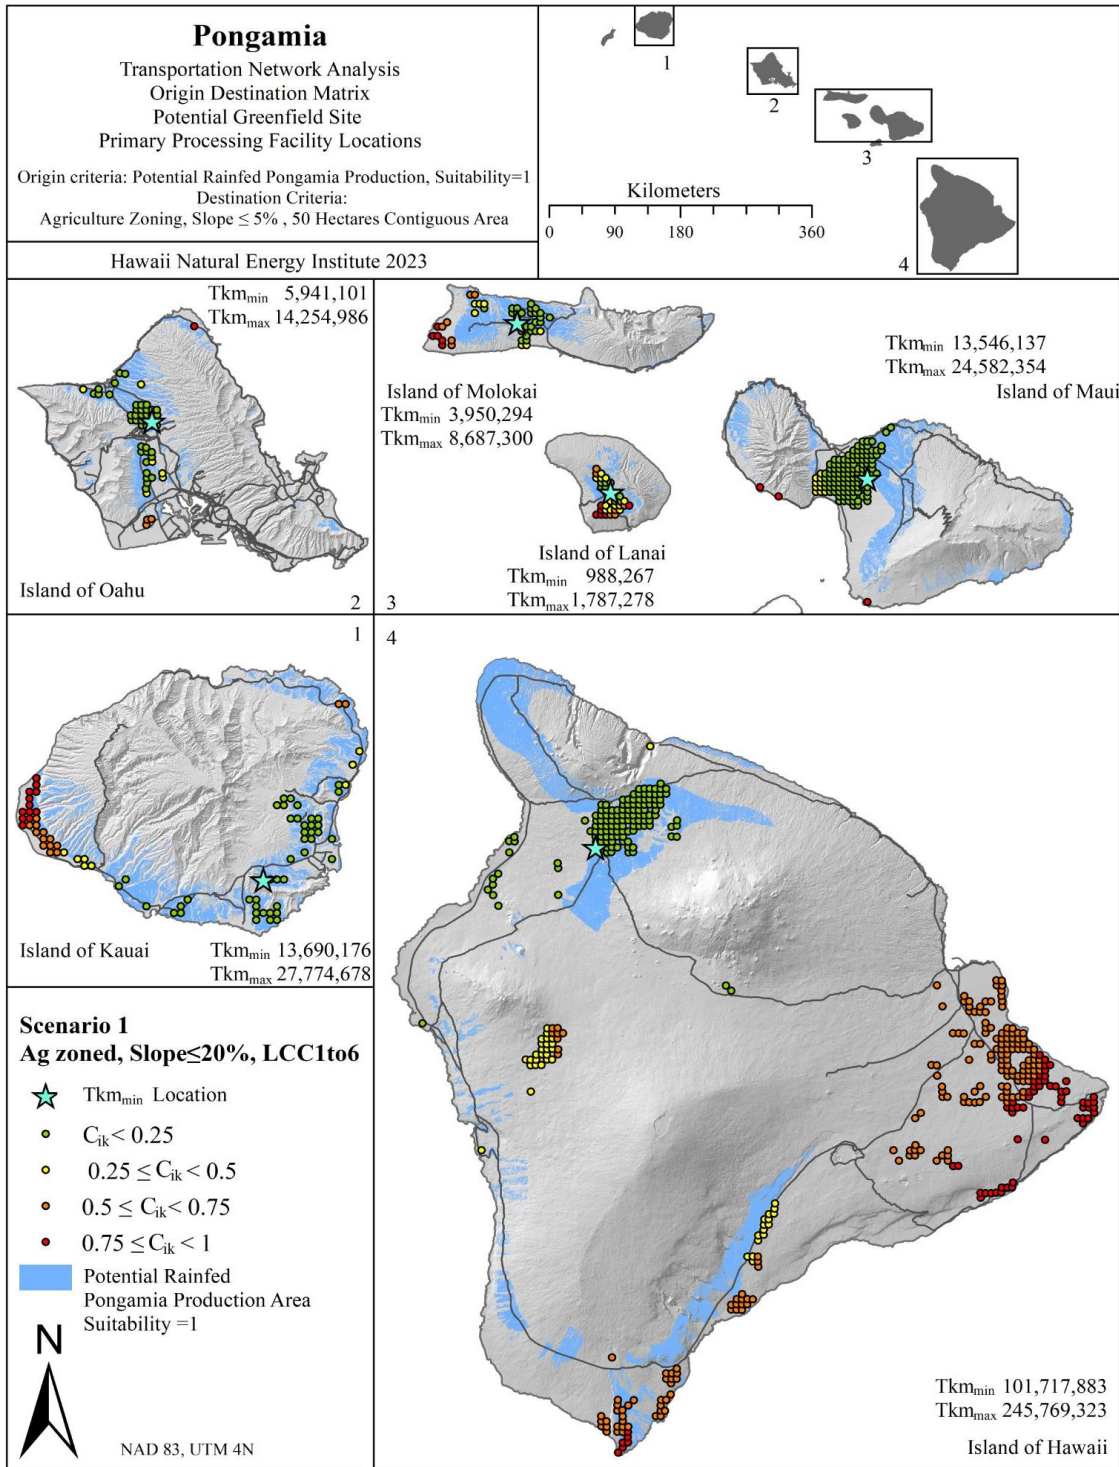 Pongamia
Transportation Network Analysis
Origin Destination Matrix
Potential Greenfield Site
Primary Processing Facility Locations
Origin criteria: Potential Rainfed Pongamia Production, Suitability=1
Destination Criteria:
Agriculture Zoning, Slope ≤ 5% , 50 Hectares Contiguous Area
Hawaii Natural Energy Institute 2023
1
2
3
4
Kilometers
0 90 180 360
Tkmmin 5,941,101
Tkmmax 14,254,986
Island of Oahu
2
Island of Molokai
Tkmmin 3,950,294
Tkmmax 8,687,300
Tkmmin 13,546,137
Tkmmax 24,582,354
Island of Maui
Island of Lanai
Tkmmin 988,267
Tkmmax 1,787,278
3
1
Island of Kauai
Tkmmin 13,690,176
Tkmmax 27,774,678
4
Tkmmin 101,717,883
Tkmmax 245,769,323
Island of Hawaii
Scenario 1
Ag zoned, Slope≤20%, LCC1to6
Tkmmin Location
Cik < 0.25
0.25 ≤ Cik < 0.5
0.5 ≤ Cik < 0.75
0.75 ≤ Cik < 1
Potential Rainfed
Pongamia Production Area
Suitability =1
N
NAD 83, UTM 4N